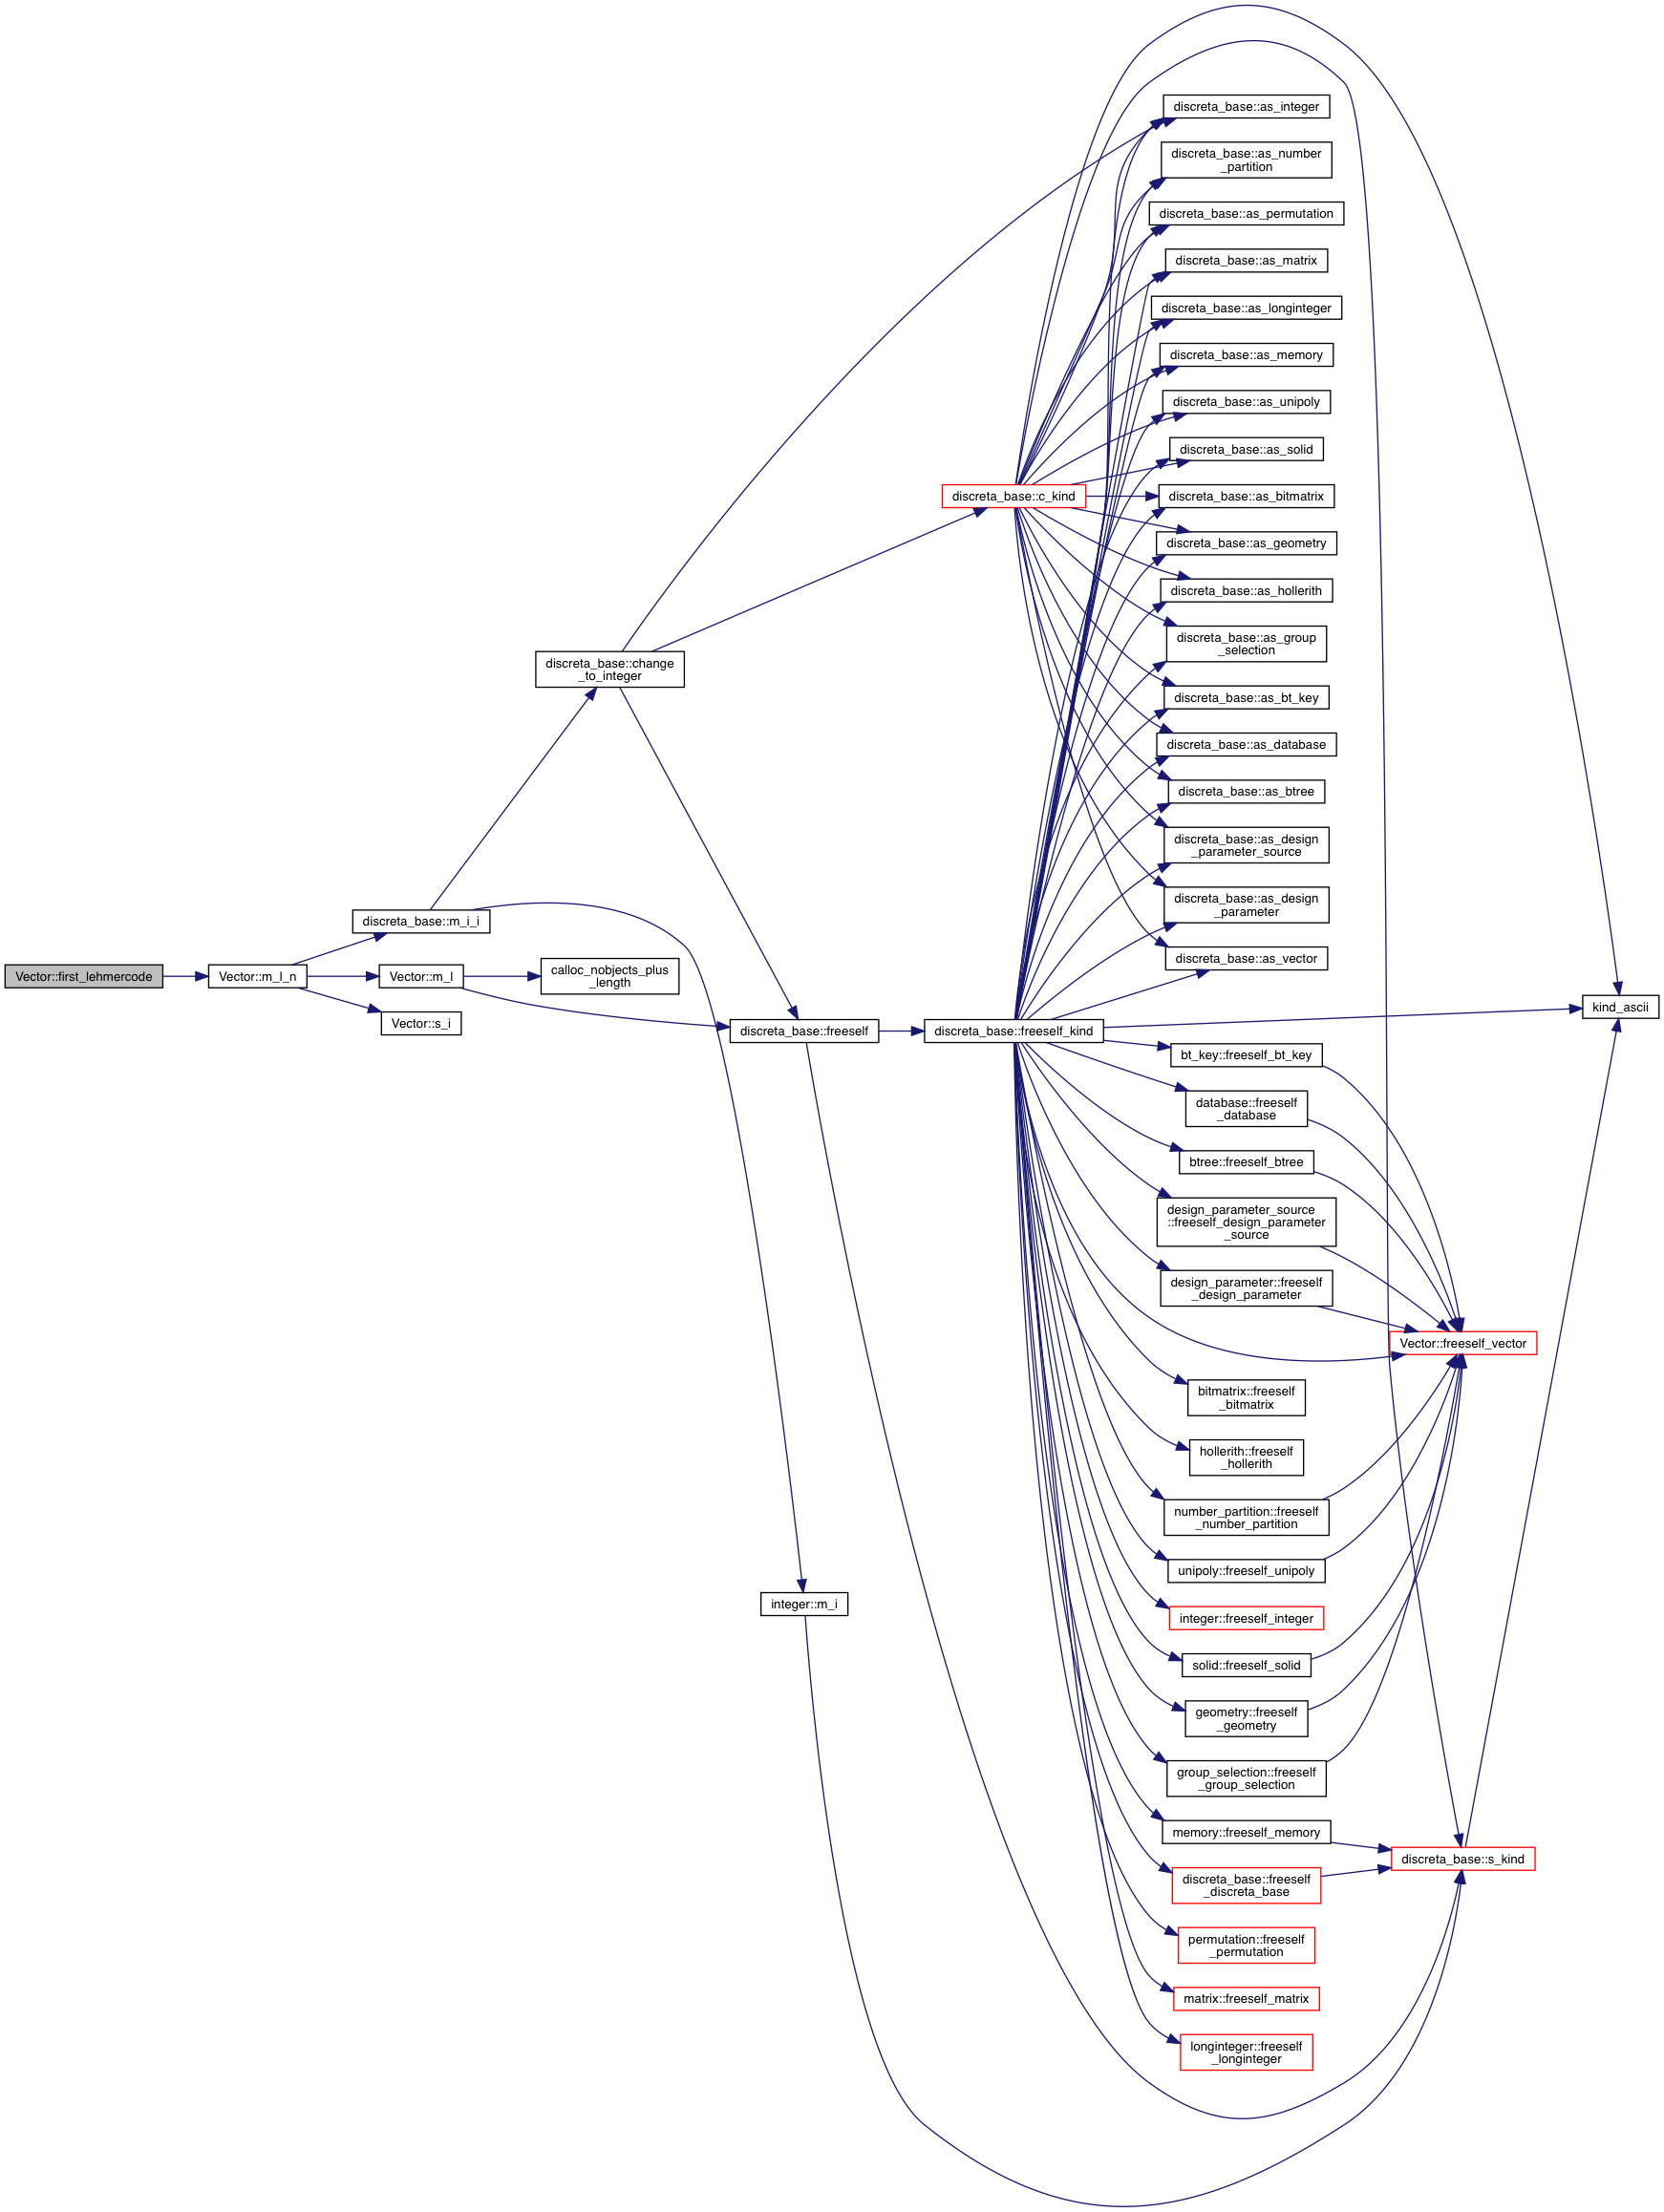 Vector::first_lehmercode
Vector::m_l_n
discreta_base::m_i_i
Vector::m_l
Vector::s_i
discreta_base::change
_to_integer
calloc_nobjects_plus
_length
discreta_base::freeself
integer::m_i
discreta_base::c_kind
discreta_base::freeself_kind
discreta_base::as_integer
discreta_base::as_number
_partition
discreta_base::as_permutation
discreta_base::as_matrix
discreta_base::as_longinteger
discreta_base::as_memory
discreta_base::as_unipoly
discreta_base::as_solid
discreta_base::as_bitmatrix
discreta_base::as_geometry
discreta_base::as_hollerith
discreta_base::as_group
_selection
discreta_base::as_bt_key
discreta_base::as_database
discreta_base::as_btree
discreta_base::as_design
_parameter_source
discreta_base::as_design
_parameter
discreta_base::as_vector
bt_key::freeself_bt_key
database::freeself
_database
btree::freeself_btree
design_parameter_source
::freeself_design_parameter
_source
design_parameter::freeself
_design_parameter
bitmatrix::freeself
_bitmatrix
hollerith::freeself
_hollerith
number_partition::freeself
_number_partition
unipoly::freeself_unipoly
integer::freeself_integer
solid::freeself_solid
geometry::freeself
_geometry
group_selection::freeself
_group_selection
memory::freeself_memory
discreta_base::freeself
_discreta_base
permutation::freeself
_permutation
matrix::freeself_matrix
longinteger::freeself
_longinteger
kind_ascii
Vector::freeself_vector
discreta_base::s_kind